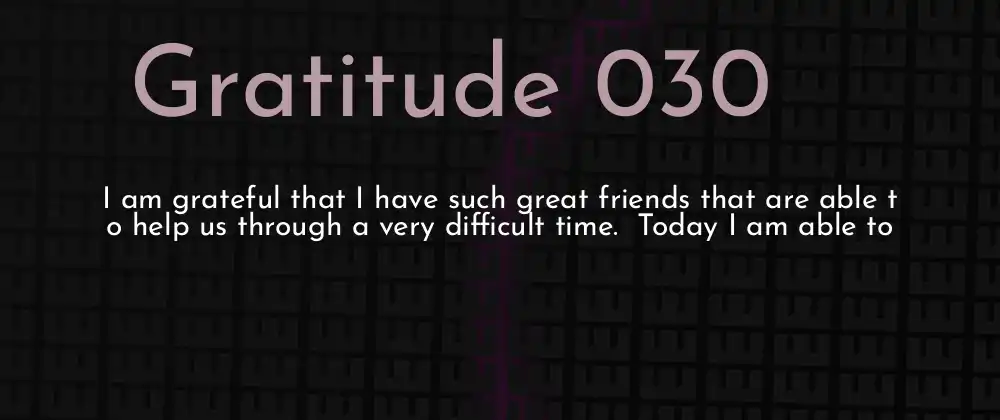 Gratitude 030
I am grateful that I have such great friends that are able t
o help us through a very difficult time.  Today I am able to